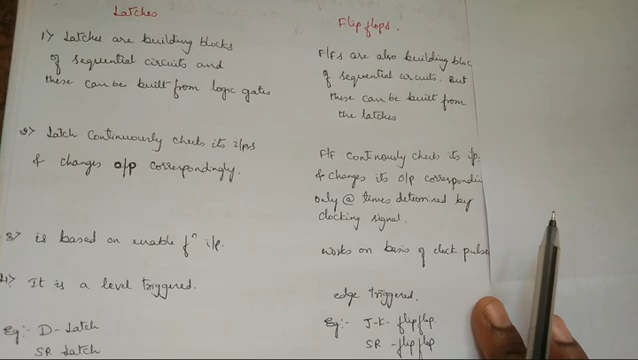 Latches
1) Latches are building blocks
of sequential circuits and
these can be built from logic gates
2) Latch continuously checks its i/ps
& changes o/p correspondingly.
3) is based on enable fⁿ i/p.
4) It is a level triggered.
Eg:- D-Latch
SR Latch
Flip flops.
F/Fs are also building bloc
of sequential circuits. But
these can be built from
the latches
F/F continously checks its i/p.
& changes its o/p correspondin
only @ times determined by
clocking signal.
works on basis of clock pulse
edge triggered.
Eg:- J-K- flipflop
SR -flipflop